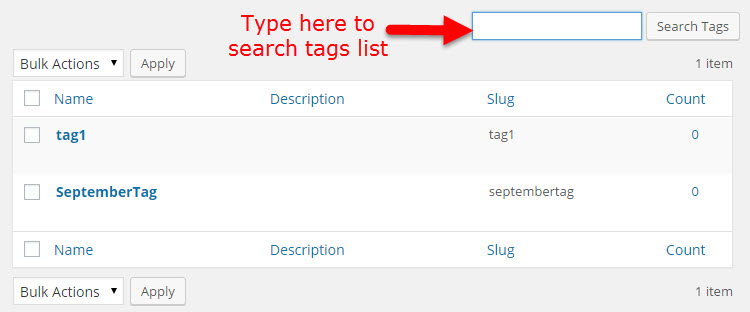 Type here to
search tags list
Search Tags
Bulk Actions Apply 1 item
Name Description Slug Count
tag1 tag1 0
SeptemberTag septembertag 0
Name Description Slug Count
Bulk Actions Apply 1 item